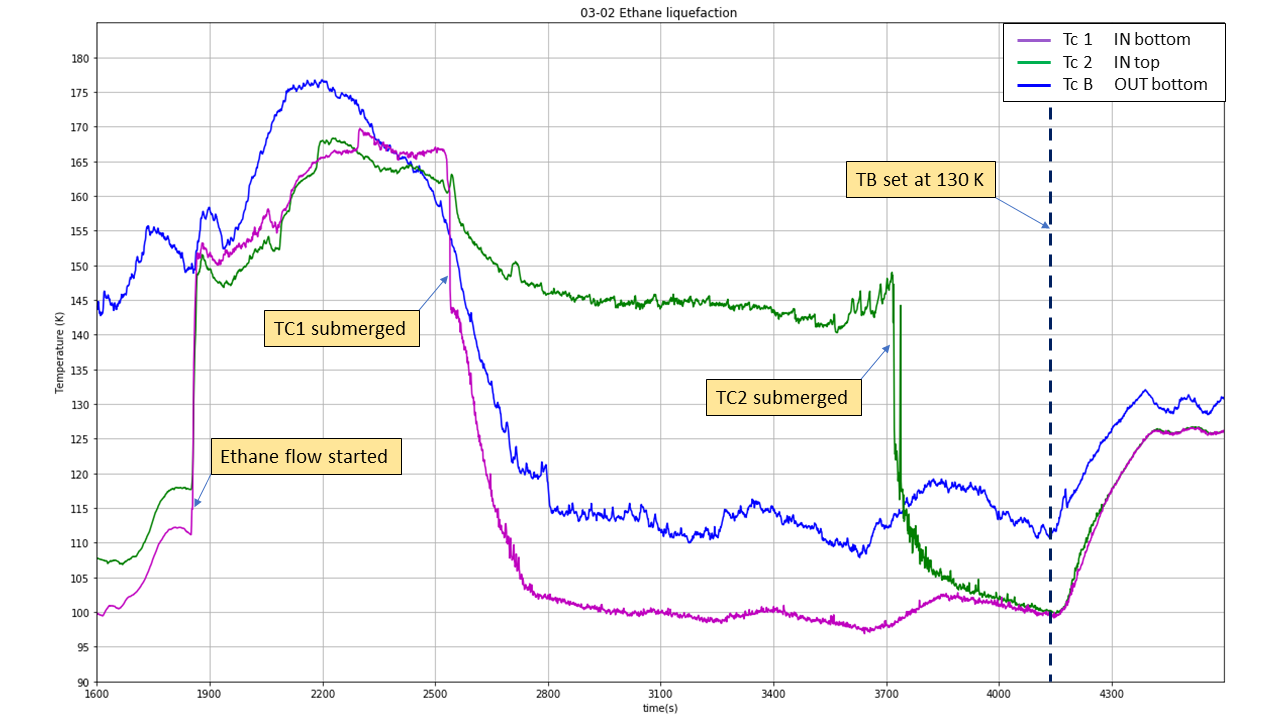 03-02 Ethane liquefaction
Tc 1 IN bottom
Tc 2 IN top
Tc B OUT bottom
TB set at 130 K
TC1 submerged
TC2 submerged
Ethane flow started
Temperature (K)
180
175
170
165
160
155
150
145
140
135
130
125
120
115
110
105
100
95
90
1600 1900 2200 2500 2800 3100 3400 3700 4000 4300
time(s)